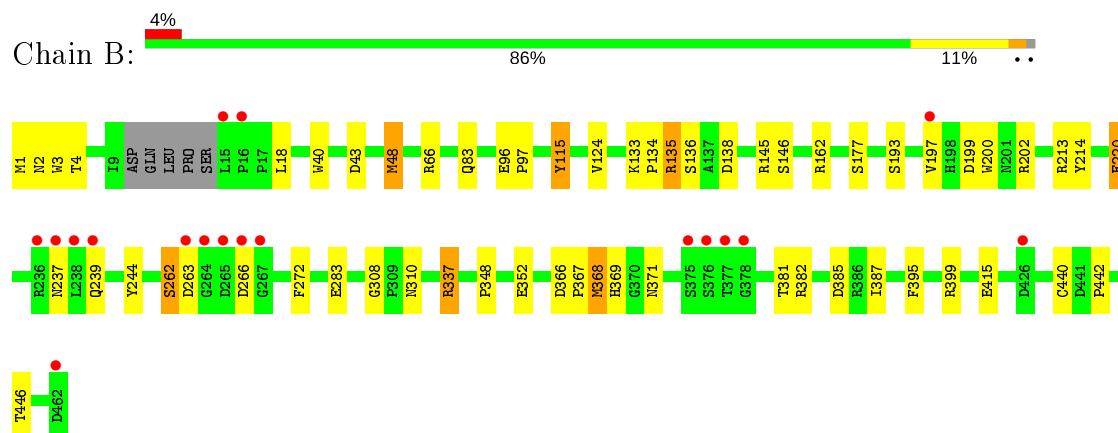 4%
Chain B:
86% 11% • •
M1 N2 W3 T4 I9 ASP GLN LEU PRO SER L15 P16 P17 L18 W40 D43 M48 R66 Q83 E96 P97 Y115 V124 K133 P134 R135 S136 A137 D138 R145 S146 R162 S177 S193 V197 H198 D199 W200 N201 R202 R213 Y214
R236 N237 L238 Q239 Y244 S262 D263 G264 D265 D266 G267 F272 E283 G308 P309 N310 R337 P348 E352 D366 P367 M368 H369 G370 N371 S375 S376 T377 G378 T381 R382 D385 R386 I387 F395 R399 E415 D426 C440 D441 P442
T446 D462